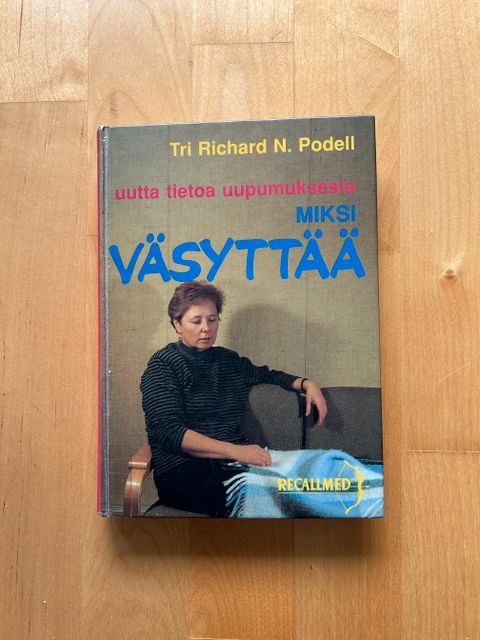 Tri Richard N. Podell
uutta tietoa uupumuksesta
MIKSI
VÄSYTTÄÄ
RECALLMED